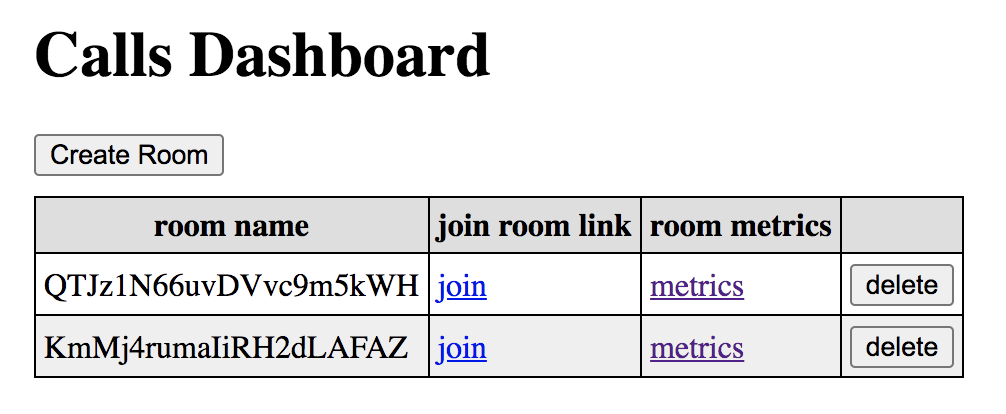 Calls Dashboard
Create Room
room name join room link room metrics
QTJz1N66uvDVvc9m5kWH join metrics delete
KmMj4rumaIiRH2dLAFAZ join metrics delete